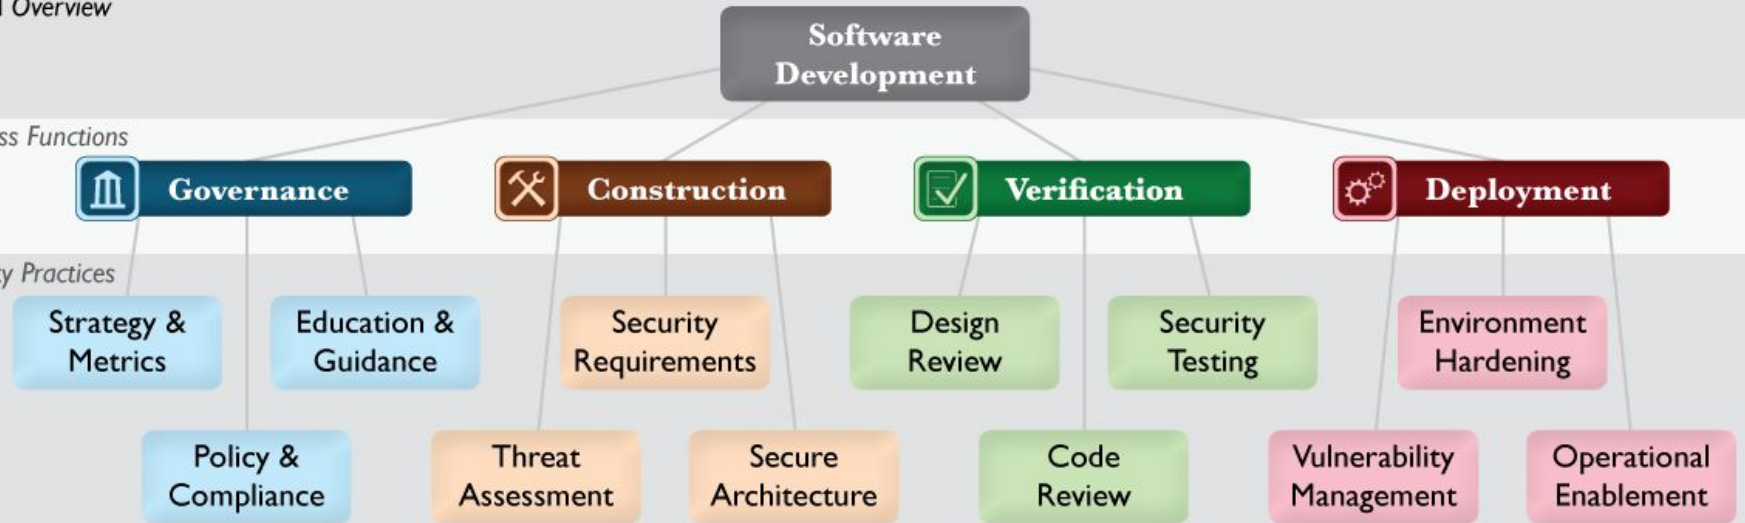 Overview
Software
Development
ss Functions
Governance
Construction
Verification
Deployment
y Practices
Strategy &
Metrics
Education &
Guidance
Security
Requirements
Design
Review
Security
Testing
Environment
Hardening
Policy &
Compliance
Threat
Assessment
Secure
Architecture
Code
Review
Vulnerability
Management
Operational
Enablement